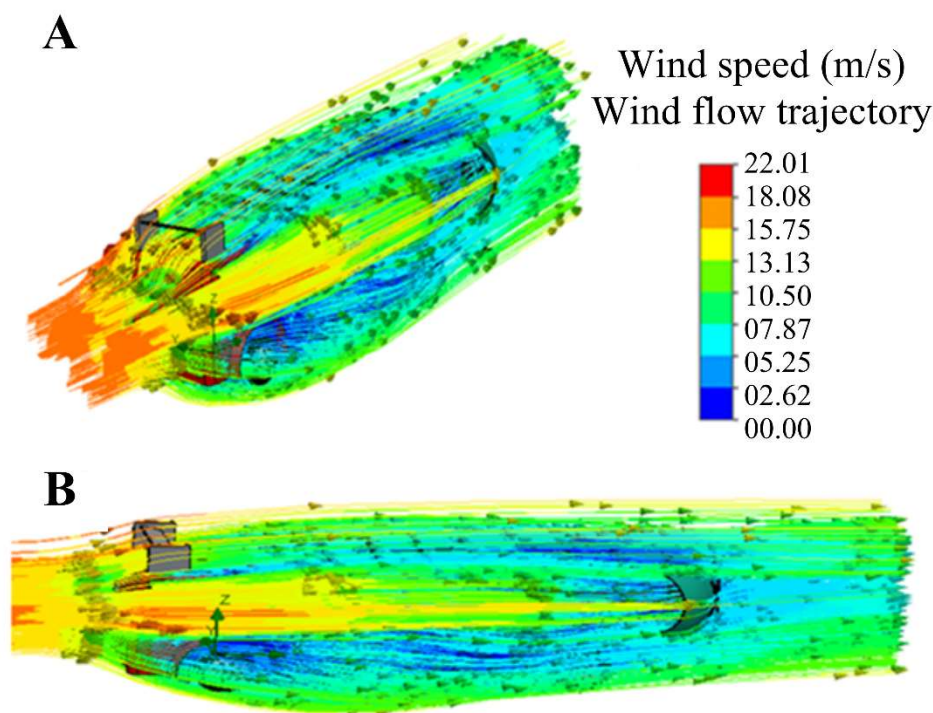 A
Wind speed (m/s)
Wind flow trajectory
22.01
18.08
15.75
13.13
10.50
07.87
05.25
02.62
00.00
Z
B
Z